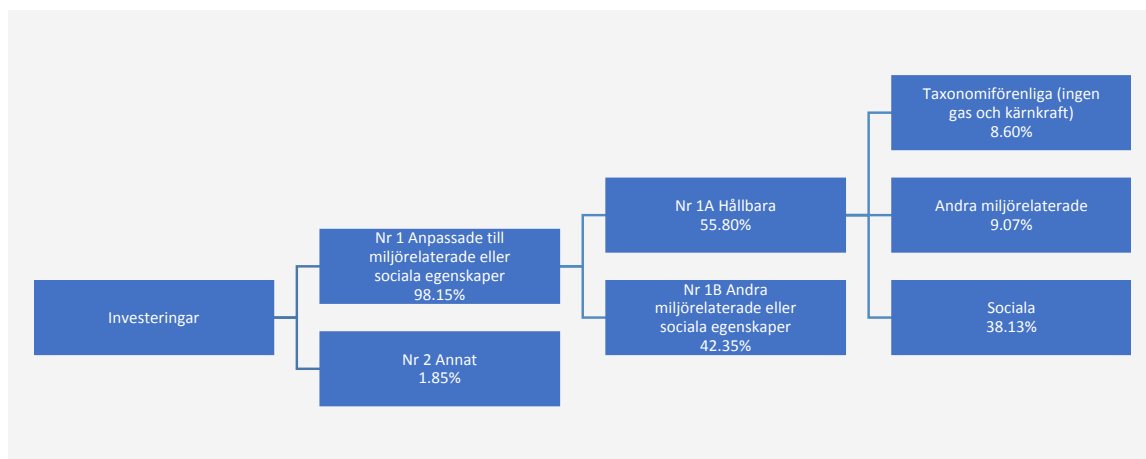 Investeringar
Nr 1 Anpassade till
miljörelaterade eller
sociala egenskaper
98.15%
Nr 2 Annat
1.85%
Nr 1A Hållbara
55.80%
Nr 1B Andra
miljörelaterade eller
sociala egenskaper
42.35%
Taxonomiförenliga (ingen
gas och kärnkraft)
8.60%
Andra miljörelaterade
9.07%
Sociala
38.13%